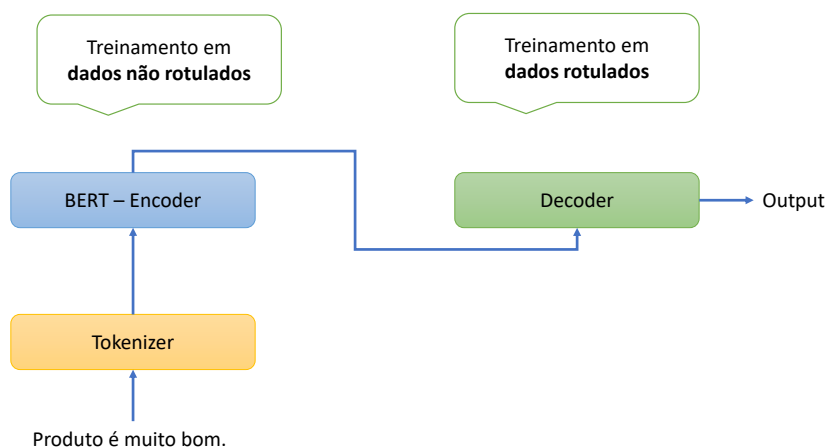 Treinamento em
dados não rotulados
Treinamento em
dados rotulados
BERT – Encoder
Decoder
Output
Tokenizer
Produto é muito bom.